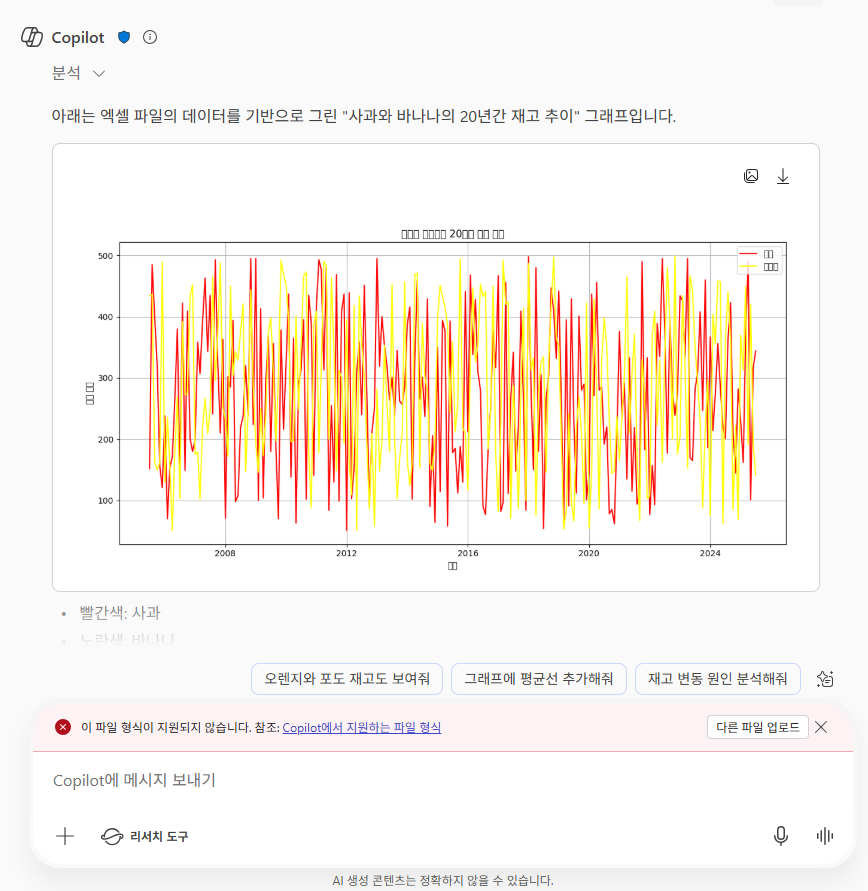 Copilot
분석
아래는 엑셀 파일의 데이터를 기반으로 그린 "사과와 바나나의 20년간 재고 추이" 그래프입니다.
□□□ □□□□□ 20□□ □□ □□
500
400
300
200
100
□□ □□
□□
□□□
2008
2012
2016
2020
2024
□□
• 빨간색: 사과
• 노란색: 바나나
오렌지와 포도 재고도 보여줘
그래프에 평균선 추가해줘
재고 변동 원인 분석해줘
이 파일 형식이 지원되지 않습니다. 참조: Copilot에서 지원하는 파일 형식
다른 파일 업로드
Copilot에 메시지 보내기
리서치 도구
AI 생성 콘텐츠는 정확하지 않을 수 있습니다.